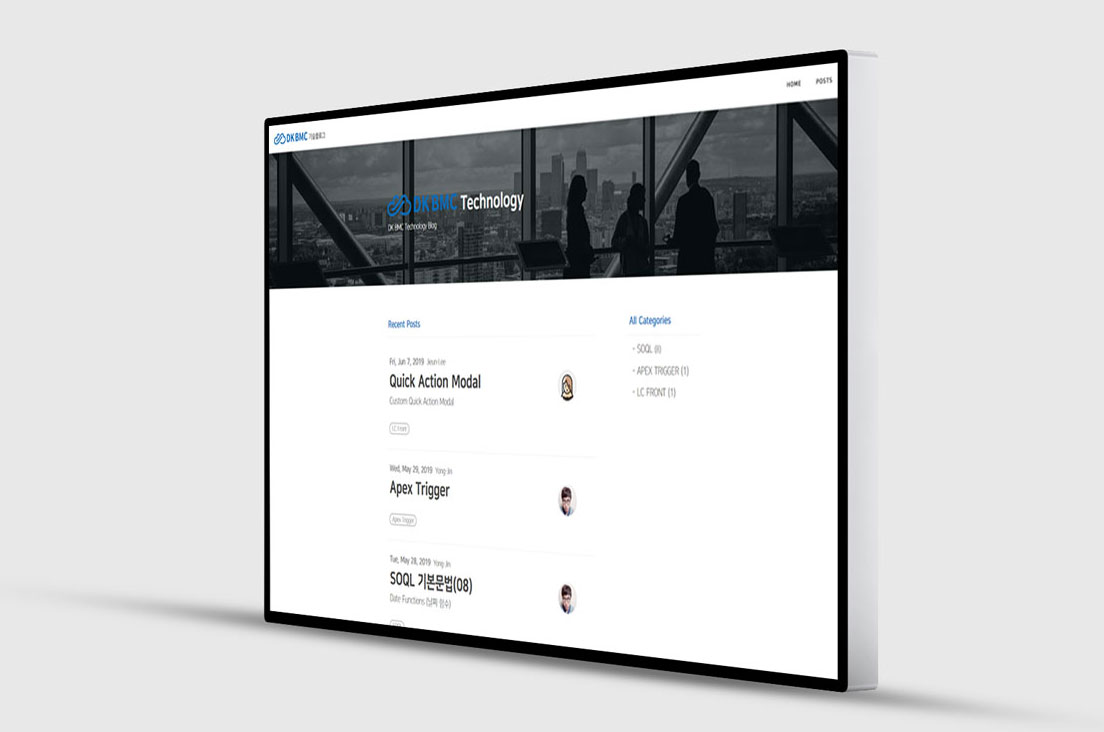 DK BMC 기술블로그
HOME
POSTS
DK BMC Technology
DK BMC Technology Blog
Recent Posts
Fri, Jun 7, 2019 Jieun Lee
Quick Action Modal
Custom Quick Action Modal
LC Front
Wed, May 29, 2019 Yong Jin
Apex Trigger
Apex Trigger
Tue, May 28, 2019 Yong Jin
SOQL 기본문법(08)
Date Functions (날짜 함수)
All Categories
- SOQL (8)
- APEX TRIGGER (1)
- LC FRONT (1)